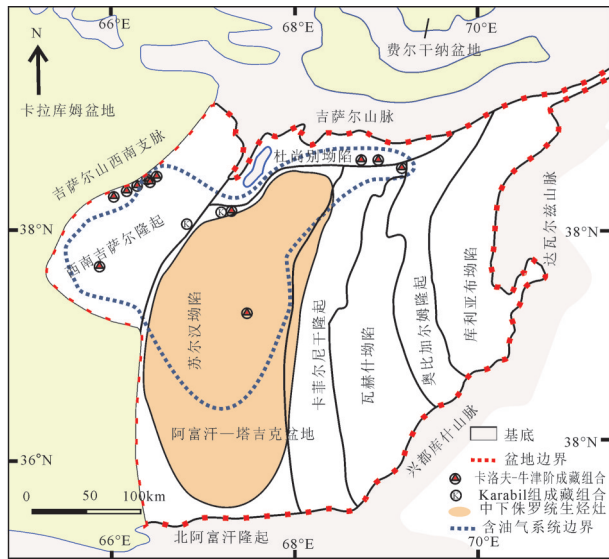 66°E
68°E
70°E
N
费尔干纳盆地
卡拉库姆盆地
吉萨尔山脉
吉萨尔山西南支脉
杜尚别坳陷
达瓦尔兹山脉
38°N
38°N
西南吉萨尔隆起
苏尔汉坳陷
卡菲尔尼干隆起
瓦赫什坳陷
奥比加尔姆隆起
库利亚布坳陷
阿富汗—塔吉克盆地
兴都库什山脉
36°N
38°N
基底
盆地边界
卡洛夫-牛津阶成藏组合
Karabil组成藏组合
中下侏罗统生烃灶
含油气系统边界
0 50 100km
北阿富汗隆起
66°E
68°E
70°E